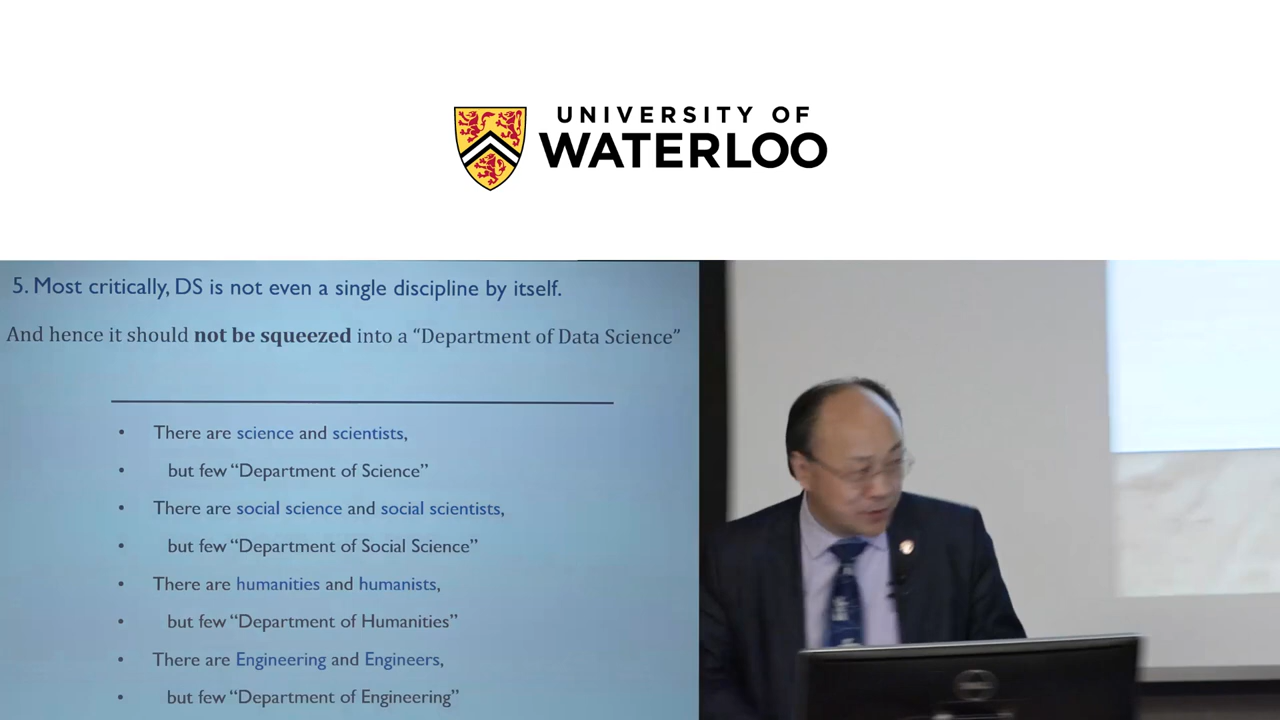 UNIVERSITY OF
WATERLOO
5. Most critically, DS is not even a single discipline by itself.
And hence it should not be squeezed into a “Department of Data Science”
• There are science and scientists,
• but few “Department of Science”
• There are social science and social scientists,
• but few “Department of Social Science”
• There are humanities and humanists,
• but few “Department of Humanities”
• There are Engineering and Engineers,
• but few “Department of Engineering”